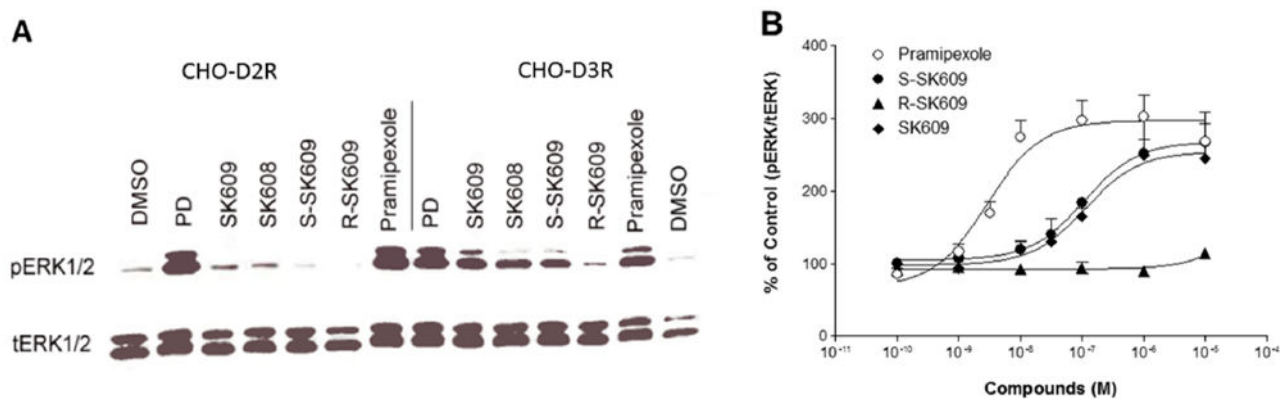 A
CHO-D2R
CHO-D3R
DMSO
PD
SK609
SK608
S-SK609
R-SK609
Pramipexole
PD
SK609
SK608
S-SK609
R-SK609
Pramipexole
DMSO
pERK1/2
tERK1/2
B
% of Control (pERK/tERK)
400
300
200
100
0
Pramipexole
S-SK609
R-SK609
SK609
10⁻¹¹ 10⁻¹⁰ 10⁻⁹ 10⁻⁸ 10⁻⁷ 10⁻⁶ 10⁻⁵ 10⁻⁴
Compounds (M)